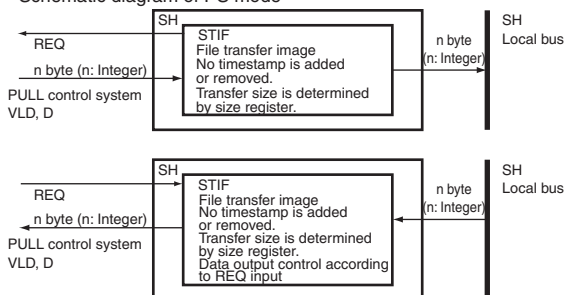 Schematic diagram of PS mode
SH
SH
Local bus
REQ
STIF
File transfer image
No timestamp is added
or removed.
Transfer size is determined
by size register.
n byte
(n: Integer)
n byte (n: Integer)
PULL control system
VLD, D
SH
SH
Local bus
REQ
STIF
File transfer image
No timestamp is added
or removed.
Transfer size is determined
by size register.
Data output control according
to REQ input
n byte
(n: Integer)
n byte (n: Integer)
PULL control system
VLD, D